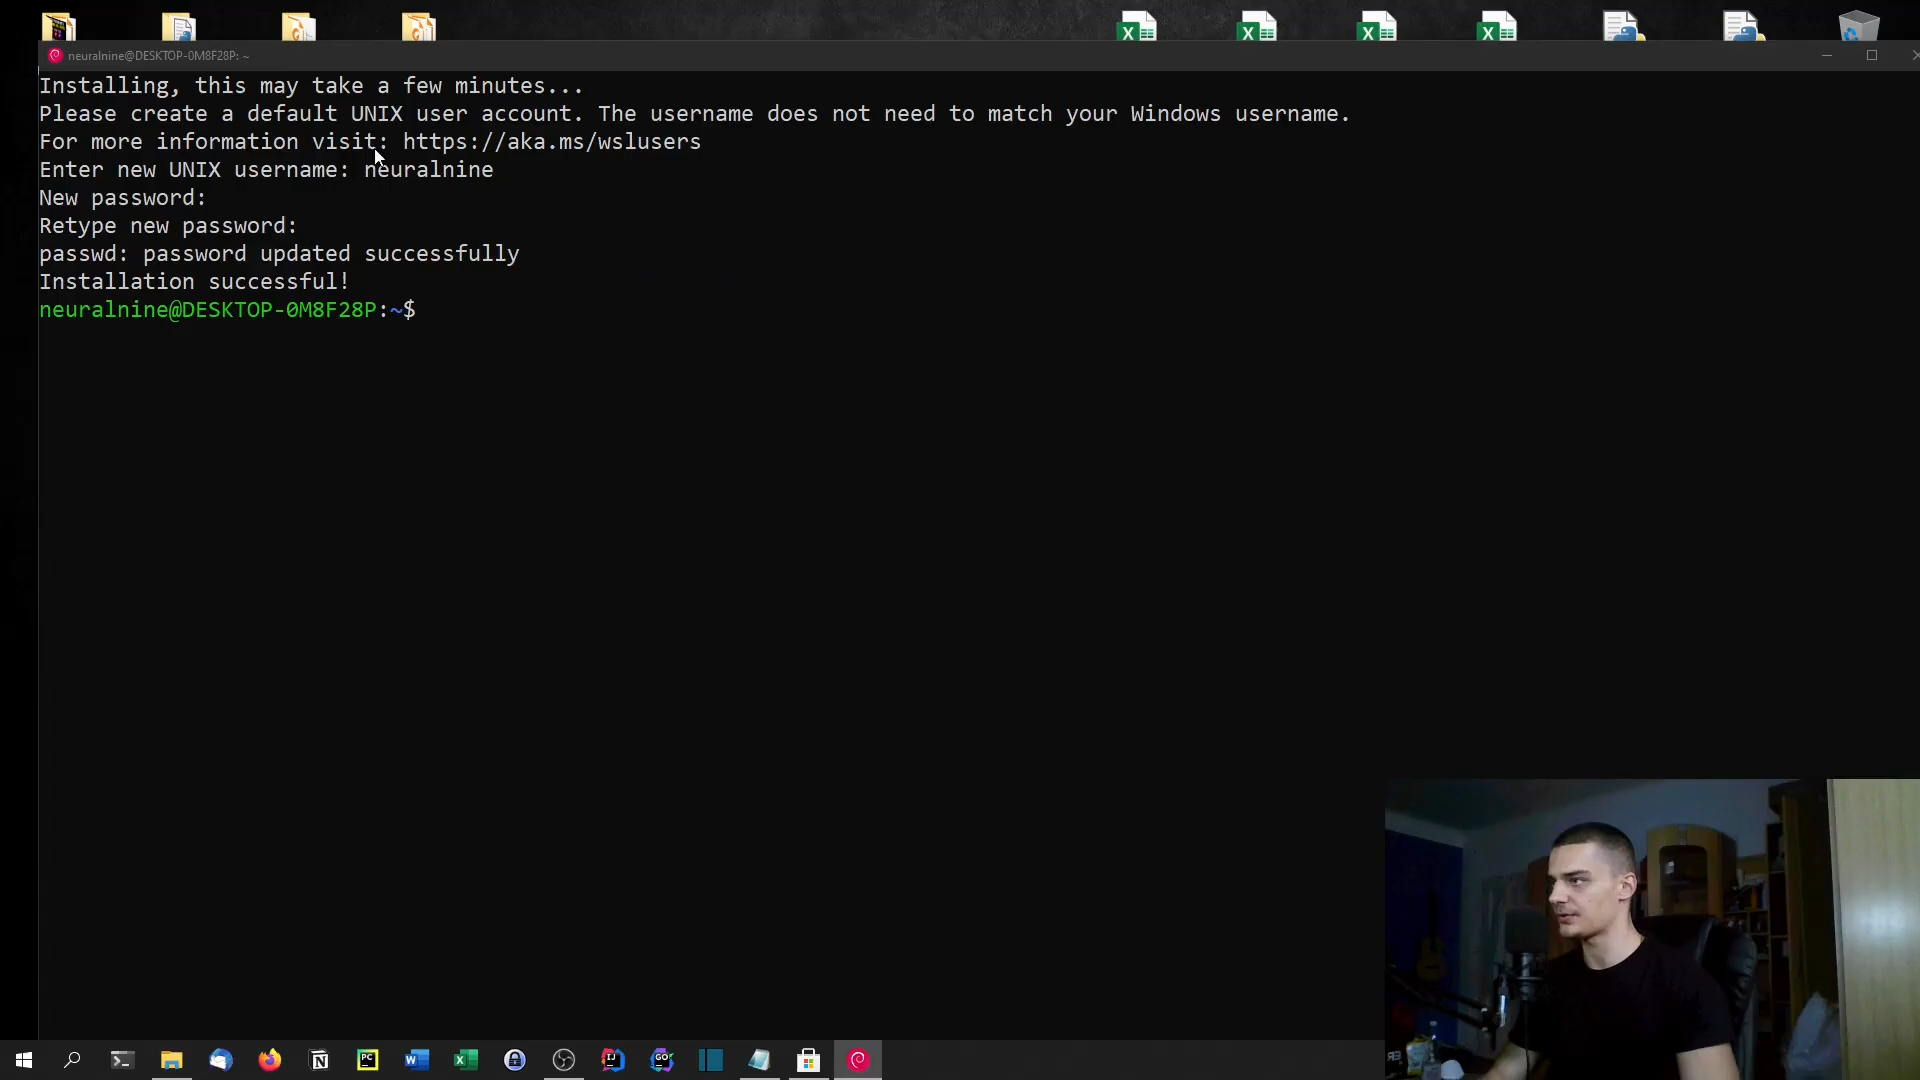 neuralnine@DESKTOP-0M8F28P: ~
Installing, this may take a few minutes...
Please create a default UNIX user account. The username does not need to match your Windows username.
For more information visit: https://aka.ms/wslusers
Enter new UNIX username: neuralnine
New password:
Retype new password:
passwd: password updated successfully
Installation successful!
neuralnine@DESKTOP-0M8F28P:~$